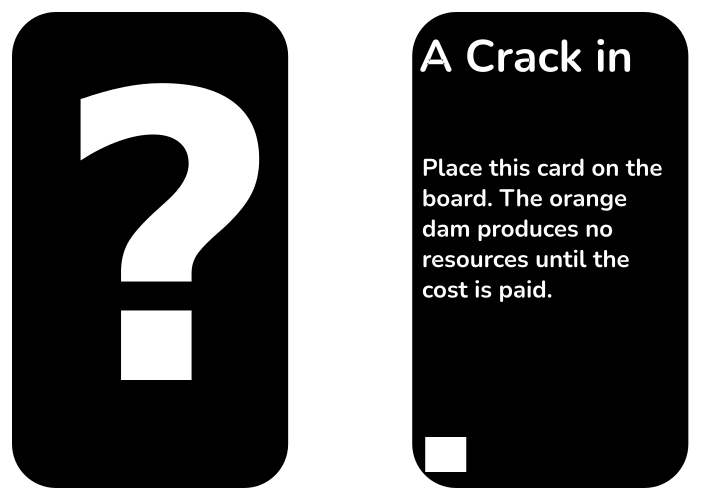 ?
A Crack in
Place this card on the
board. The orange
dam produces no
resources until the
cost is paid.